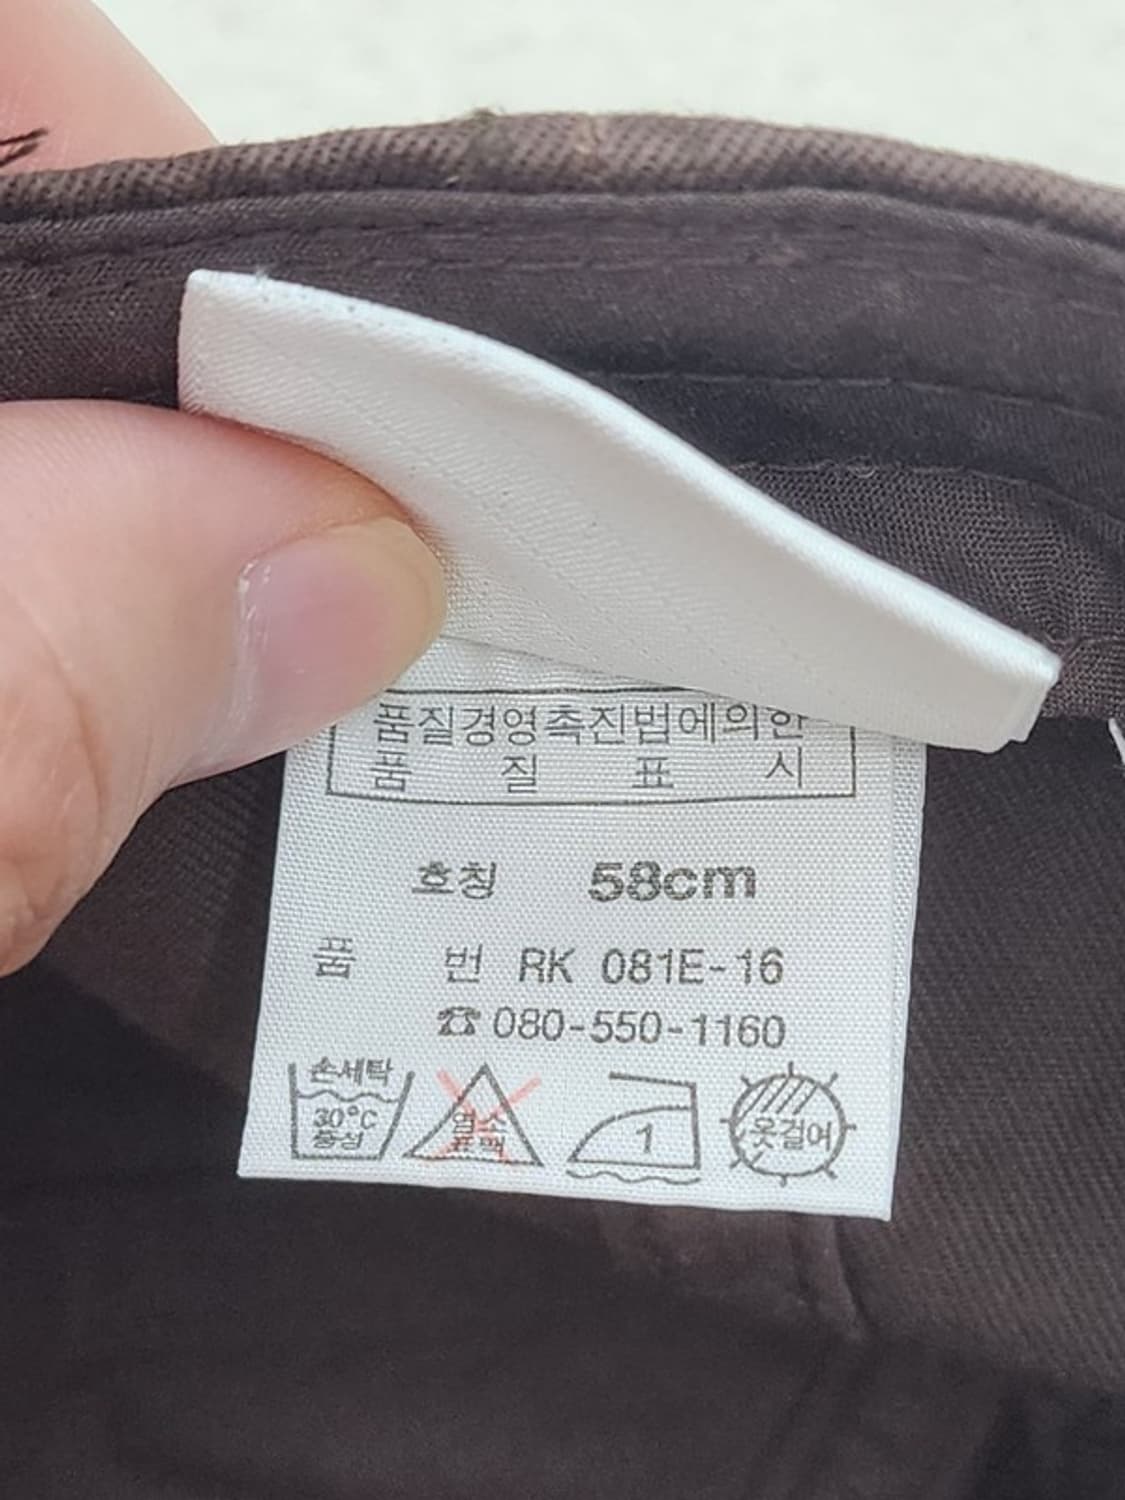 품질경영촉진법에의한
품 질 표 시
호칭 58cm
품 번 RK 081E-16
☎080-550-1160
손세탁
30°C
중성
염소
표백
1
옷걸이